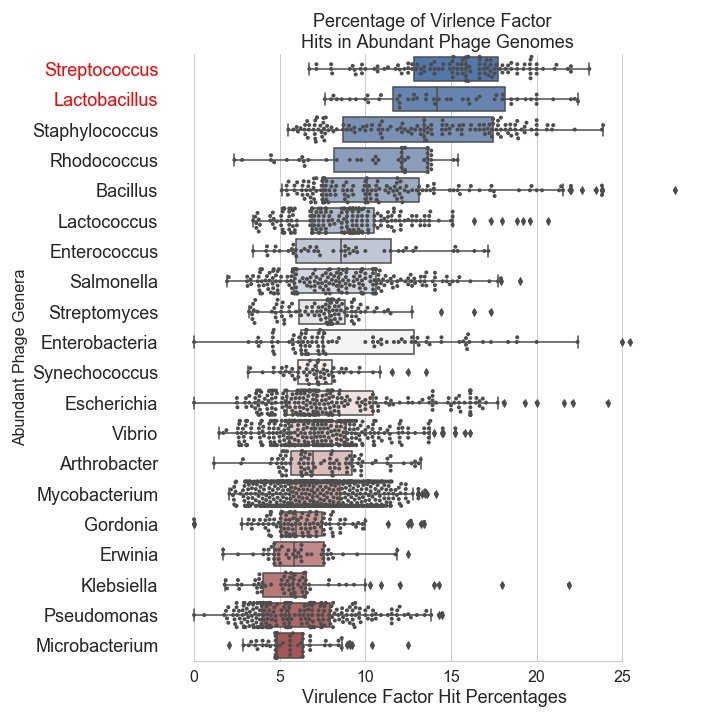 Percentage of Virlence Factor
Hits in Abundant Phage Genomes
Abundant Phage Genera
Streptococcus
Lactobacillus
Staphylococcus
Rhodococcus
Bacillus
Lactococcus
Enterococcus
Salmonella
Streptomyces
Enterobacteria
Synechococcus
Escherichia
Vibrio
Arthrobacter
Mycobacterium
Gordonia
Erwinia
Klebsiella
Pseudomonas
Microbacterium
0 5 10 15 20 25
Virulence Factor Hit Percentages